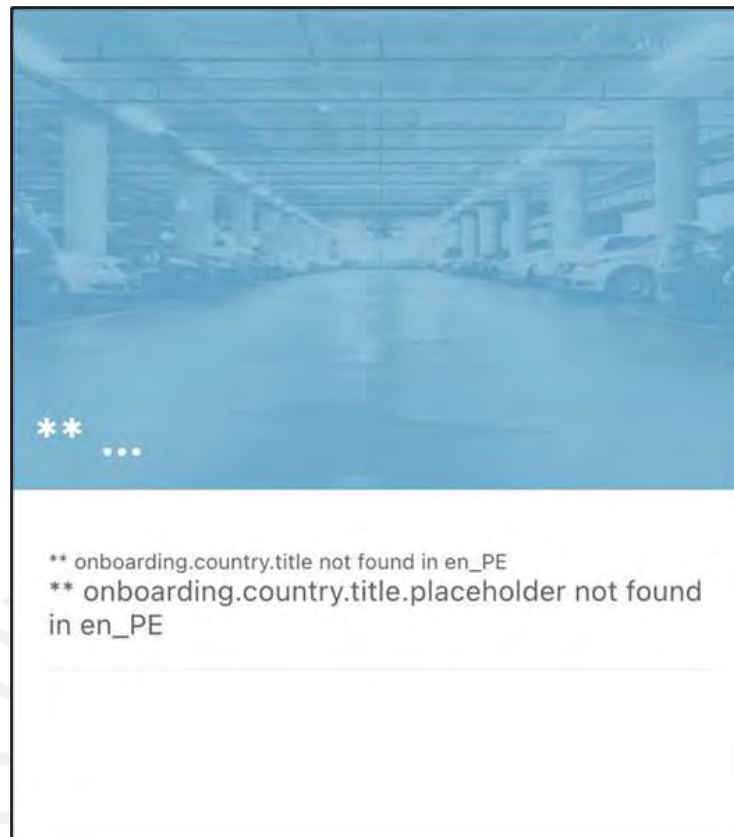 ** ...
** onboarding.country.title not found in en_PE
** onboarding.country.title.placeholder not found
in en_PE